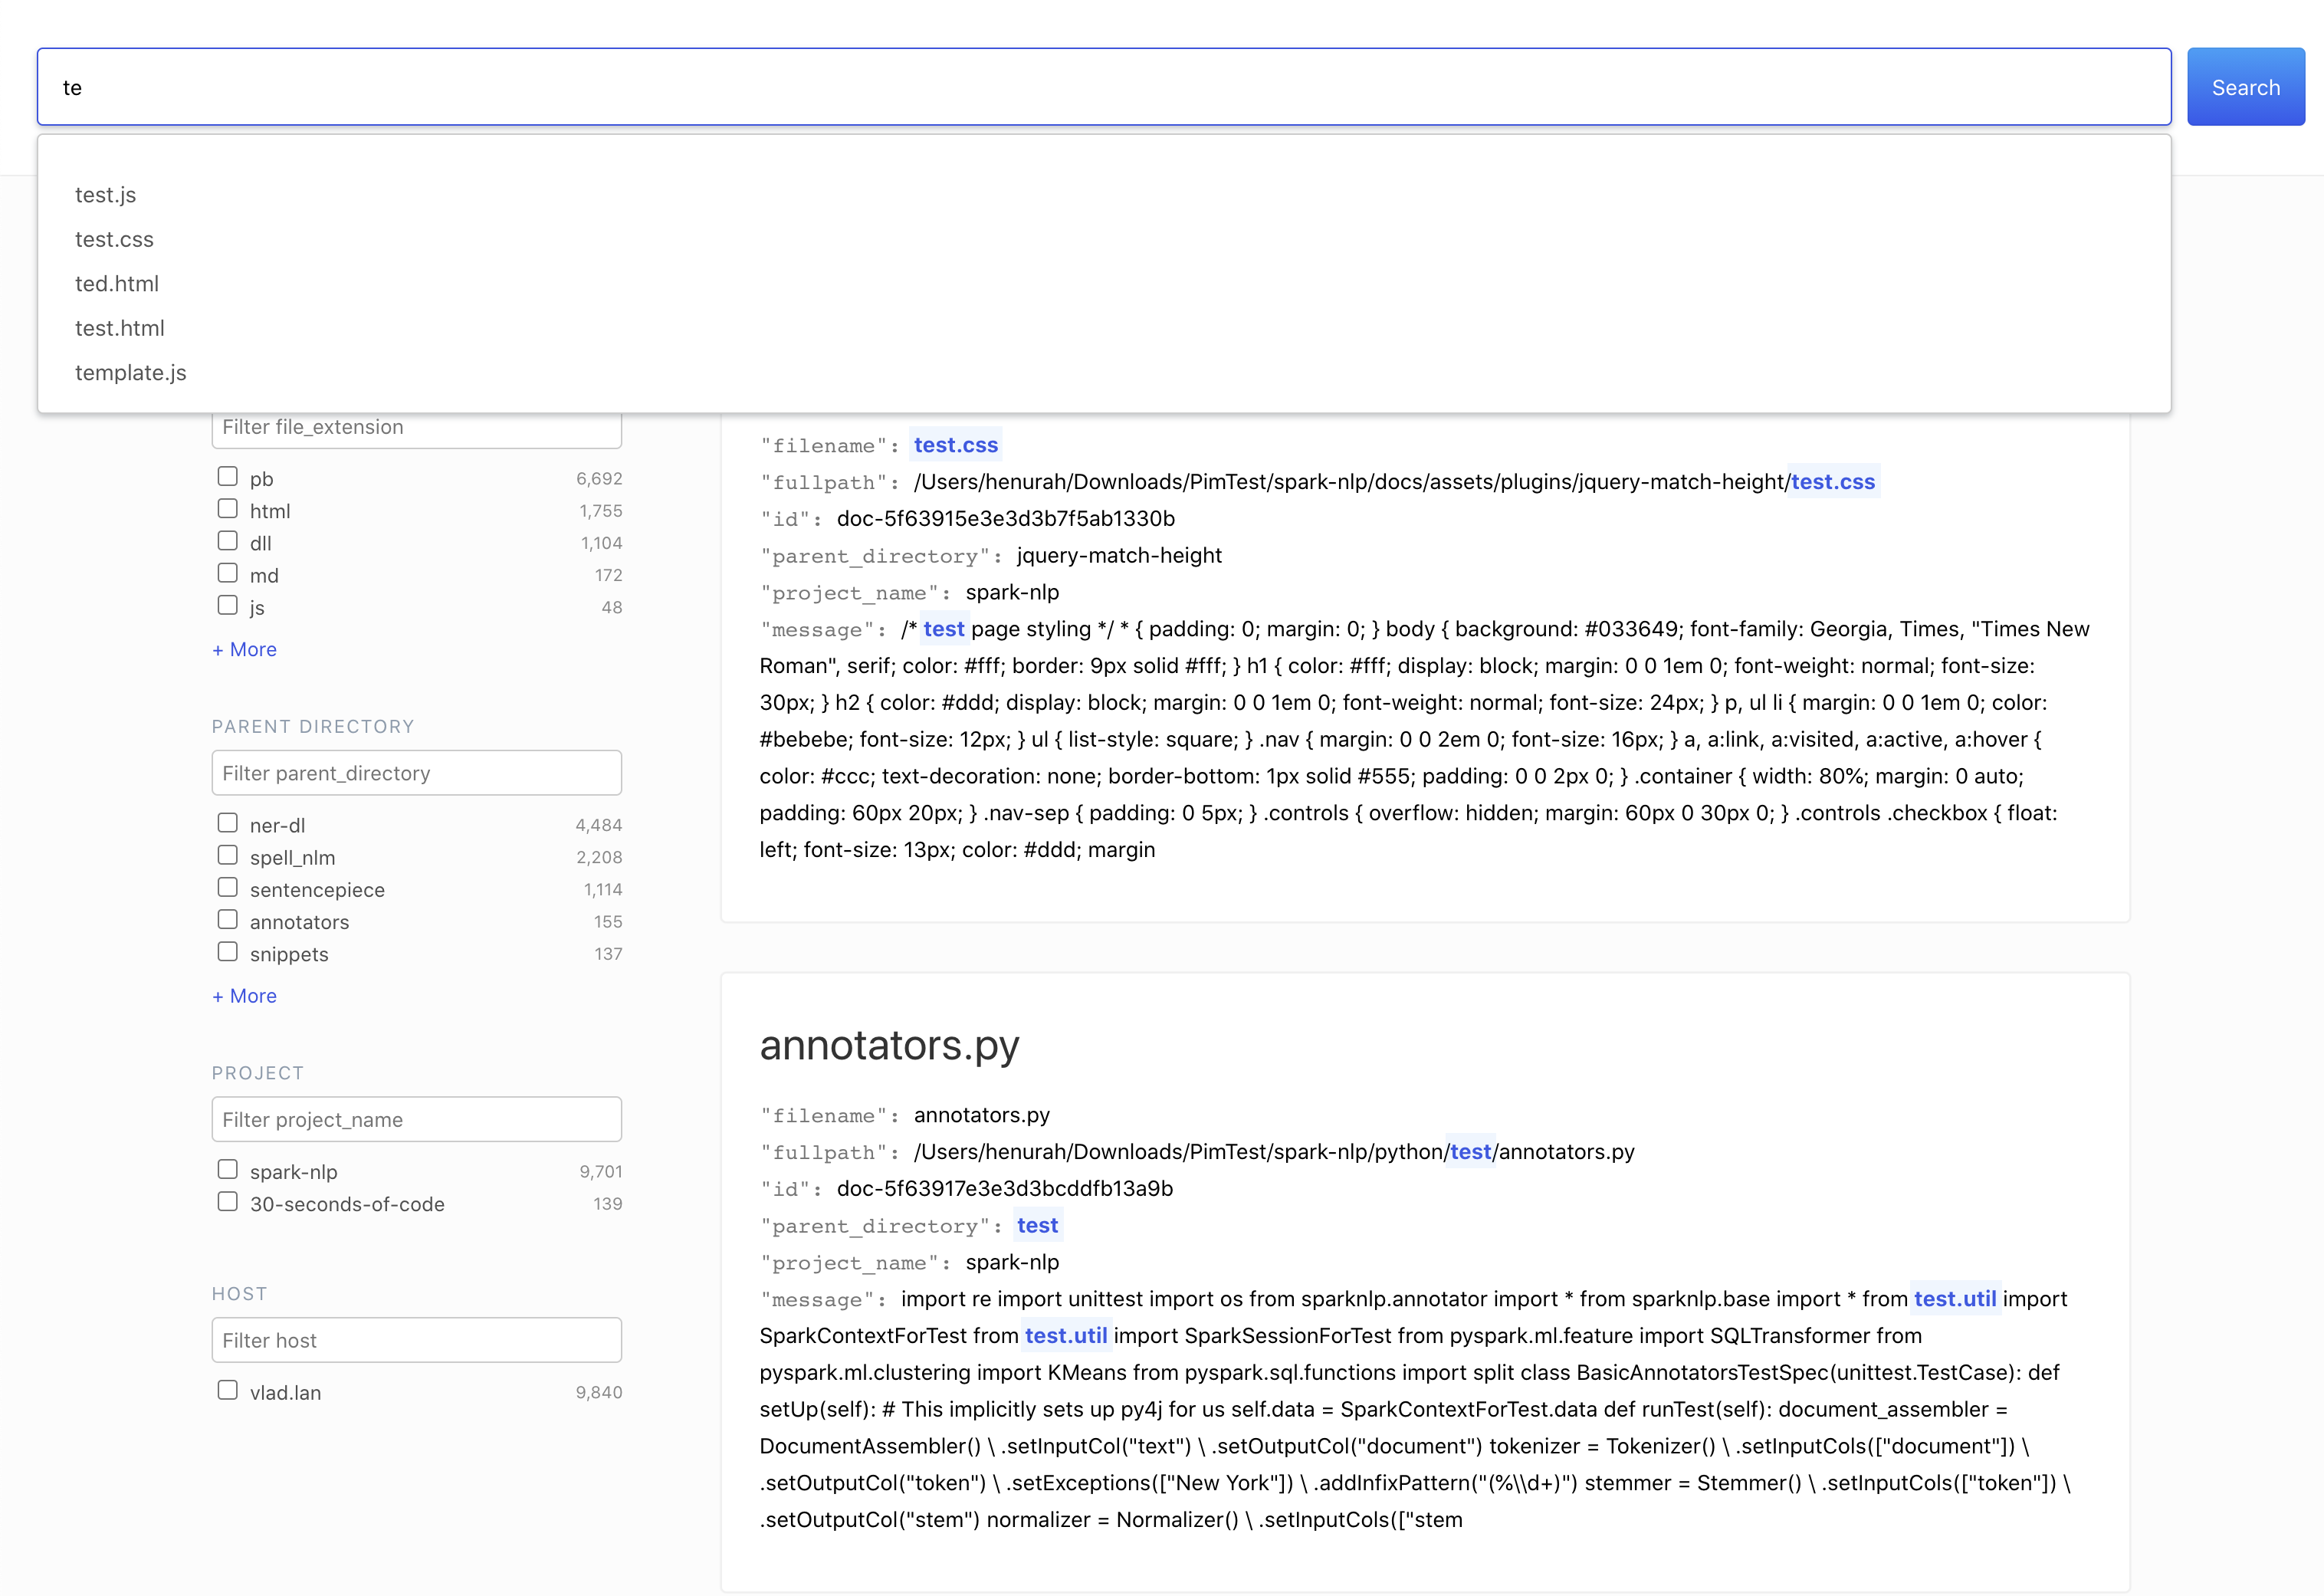 te
Search
test.js
test.css
ted.html
test.html
template.js
Filter file_extension
pb 6,692
html 1,755
dll 1,104
md 172
js 48
+ More
PARENT DIRECTORY
Filter parent_directory
ner-dl 4,484
spell_nlm 2,208
sentencepiece 1,114
annotators 155
snippets 137
+ More
PROJECT
Filter project_name
spark-nlp 9,701
30-seconds-of-code 139
HOST
Filter host
vlad.lan 9,840
"filename": test.css
"fullpath": /Users/henurah/Downloads/PimTest/spark-nlp/docs/assets/plugins/jquery-match-height/test.css
"id": doc-5f63915e3e3d3b7f5ab1330b
"parent_directory": jquery-match-height
"project_name": spark-nlp
"message": /* test page styling */ * { padding: 0; margin: 0; } body { background: #033649; font-family: Georgia, Times, "Times New
Roman", serif; color: #fff; border: 9px solid #fff; } h1 { color: #fff; display: block; margin: 0 0 1em 0; font-weight: normal; font-size:
30px; } h2 { color: #ddd; display: block; margin: 0 0 1em 0; font-weight: normal; font-size: 24px; } p, ul li { margin: 0 0 1em 0; color:
#bebebe; font-size: 12px; } ul { list-style: square; } .nav { margin: 0 0 2em 0; font-size: 16px; } a, a:link, a:visited, a:active, a:hover {
color: #ccc; text-decoration: none; border-bottom: 1px solid #555; padding: 0 0 2px 0; } .container { width: 80%; margin: 0 auto;
padding: 60px 20px; } .nav-sep { padding: 0 5px; } .controls { overflow: hidden; margin: 60px 0 30px 0; } .controls .checkbox { float:
left; font-size: 13px; color: #ddd; margin
annotators.py
"filename": annotators.py
"fullpath": /Users/henurah/Downloads/PimTest/spark-nlp/python/test/annotators.py
"id": doc-5f63917e3e3d3bcddfb13a9b
"parent_directory": test
"project_name": spark-nlp
"message": import re import unittest import os from sparknlp.annotator import * from sparknlp.base import * from test.util import
SparkContextForTest from test.util import SparkSessionForTest from pyspark.ml.feature import SQLTransformer from
pyspark.ml.clustering import KMeans from pyspark.sql.functions import split class BasicAnnotatorsTestSpec(unittest.TestCase): def
setUp(self): # This implicitly sets up py4j for us self.data = SparkContextForTest.data def runTest(self): document_assembler =
DocumentAssembler() \ .setInputCol("text") \ .setOutputCol("document") tokenizer = Tokenizer() \ .setInputCols(["document"]) \
.setOutputCol("token") \ .setExceptions(["New York"]) \ .addInfixPattern("(%\\d+)") stemmer = Stemmer() \ .setInputCols(["token"]) \
.setOutputCol("stem") normalizer = Normalizer() \ .setInputCols(["stem